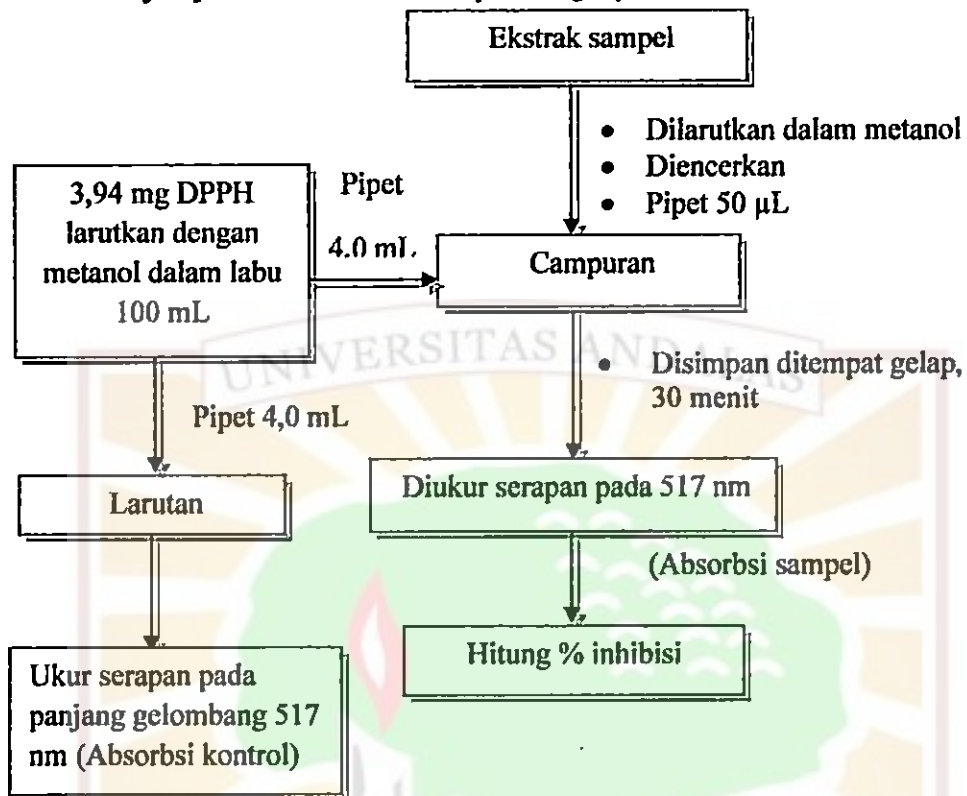 Ekstrak sampel
• Dilarutkan dalam metanol
• Diencerkan
• Pipet 50 µL
3,94 mg DPPH
larutkan dengan
metanol dalam labu
100 mL
Pipet
4.0 mL
Campuran
• Disimpan ditempat gelap,
30 menit
UNIVERSITAS ANDALAS
Pipet 4,0 mL
Larutan
Diukur serapan pada 517 nm
(Absorbsi sampel)
Hitung % inhibisi
Ukur serapan pada
panjang gelombang 517
nm (Absorbsi kontrol)